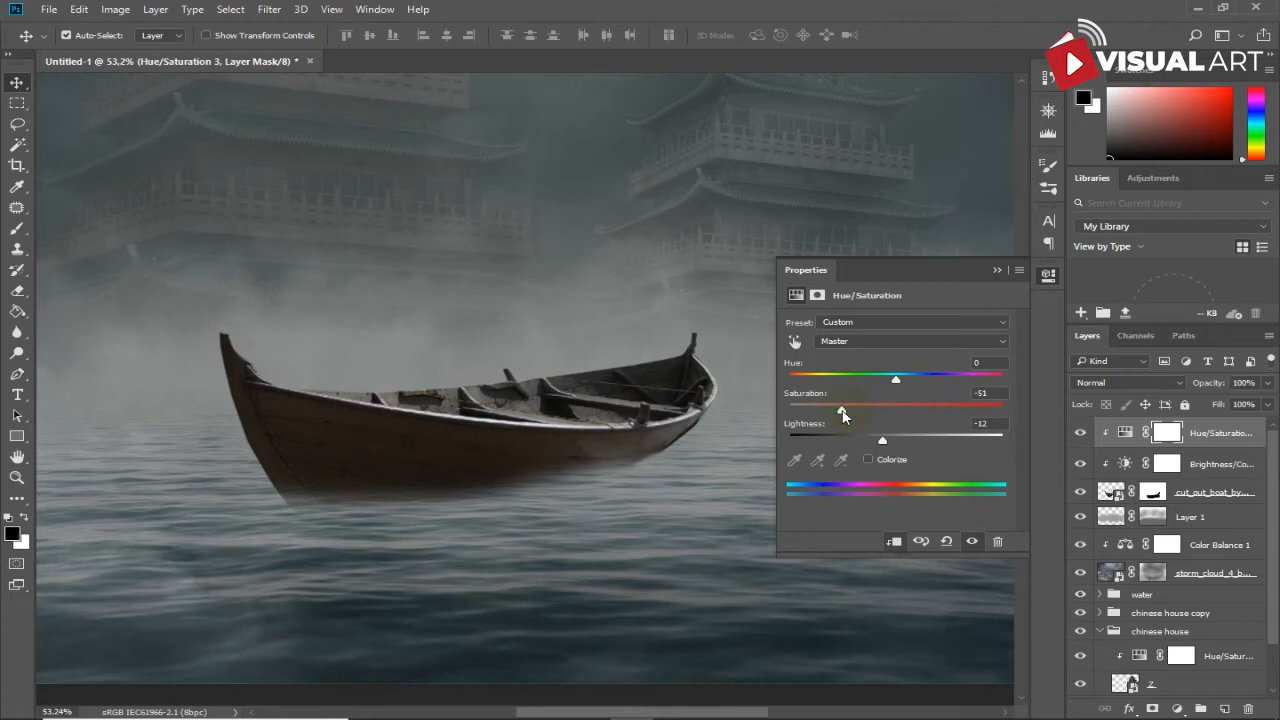 Ps File Edit Image Layer Type Select Filter 3D View Window Help
Auto-Select: Layer Show Transform Controls 3D Mode:
VISUAL ART
Untitled-1 @ 53,2% (Hue/Saturation 3, Layer Mask/8) *
Swatches
Libraries Adjustments
Search Current Library
My Library
View by Type
-- KB
Properties
Hue/Saturation
Preset: Custom
Master
Hue: 0
Saturation: -51
Lightness: -12
Colorize
Layers Channels Paths
Kind
Normal Opacity: 100%
Lock: Fill: 100%
Hue/Saturatio...
Brightness/Co...
cut_out_boat_by...
Layer 1
Color Balance 1
storm_cloud_4_b...
water
chinese house copy
chinese house
Hue/Satur...
Z
53,24% sRGB IEC61966-2.1 (8bpc)
fx